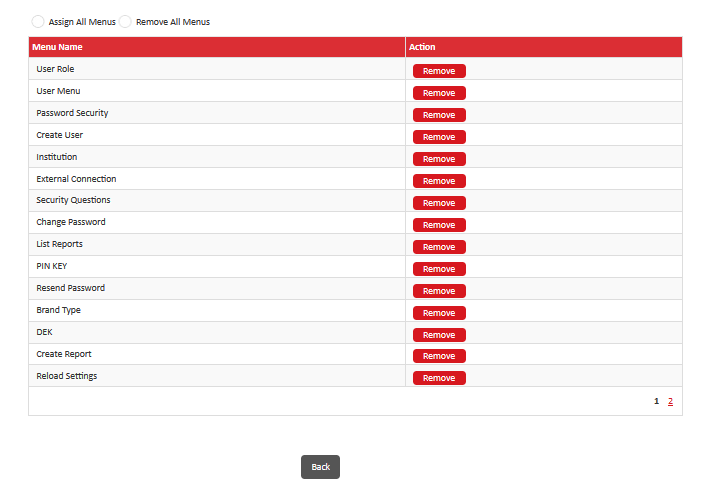 Assign All Menus Remove All Menus
Menu Name Action
User Role Remove
User Menu Remove
Password Security Remove
Create User Remove
Institution Remove
External Connection Remove
Security Questions Remove
Change Password Remove
List Reports Remove
PIN KEY Remove
Resend Password Remove
Brand Type Remove
DEK Remove
Create Report Remove
Reload Settings Remove
1 2
Back